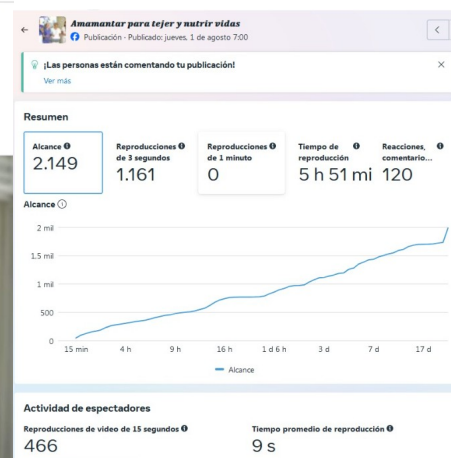 Amamantar para tejer y nutrir vidas
Publicación - Publicado: jueves, 1 de agosto 7:00
¡Las personas están comentando tu publicación!
Ver más
Resumen
Alcance
2.149
Reproducciones de 3 segundos
1.161
Reproducciones de 1 minuto
0
Tiempo de reproducción
5 h 51 mi
Reacciones, comentario...
120
Alcance
2 mil
1.5 mil
1 mil
500
0
15 min 4 h 9 h 16 h 1 d 6 h 3 d 7 d 17 d
Alcance
Actividad de espectadores
Reproducciones de video de 15 segundos
466
Tiempo promedio de reproducción
9 s